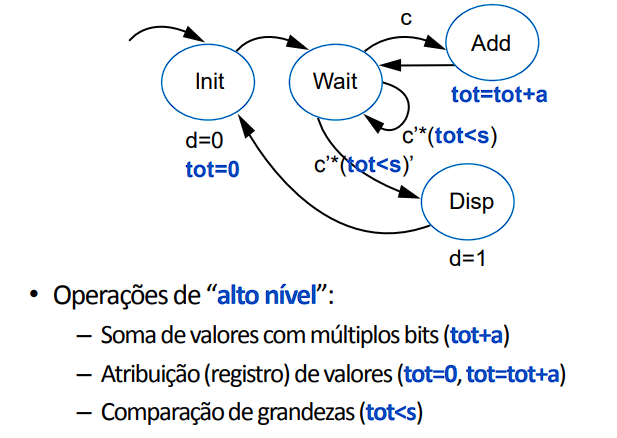 c
Add
Init
Wait
tot=tot+a
c’*(tot<s)
d=0
c’*(tot<s)’
tot=0
Disp
d=1
• Operações de “alto nível”:
– Soma de valores com múltiplos bits (tot+a)
– Atribuição (registro) de valores (tot=0, tot=tot+a)
– Comparação de grandezas (tot<s)